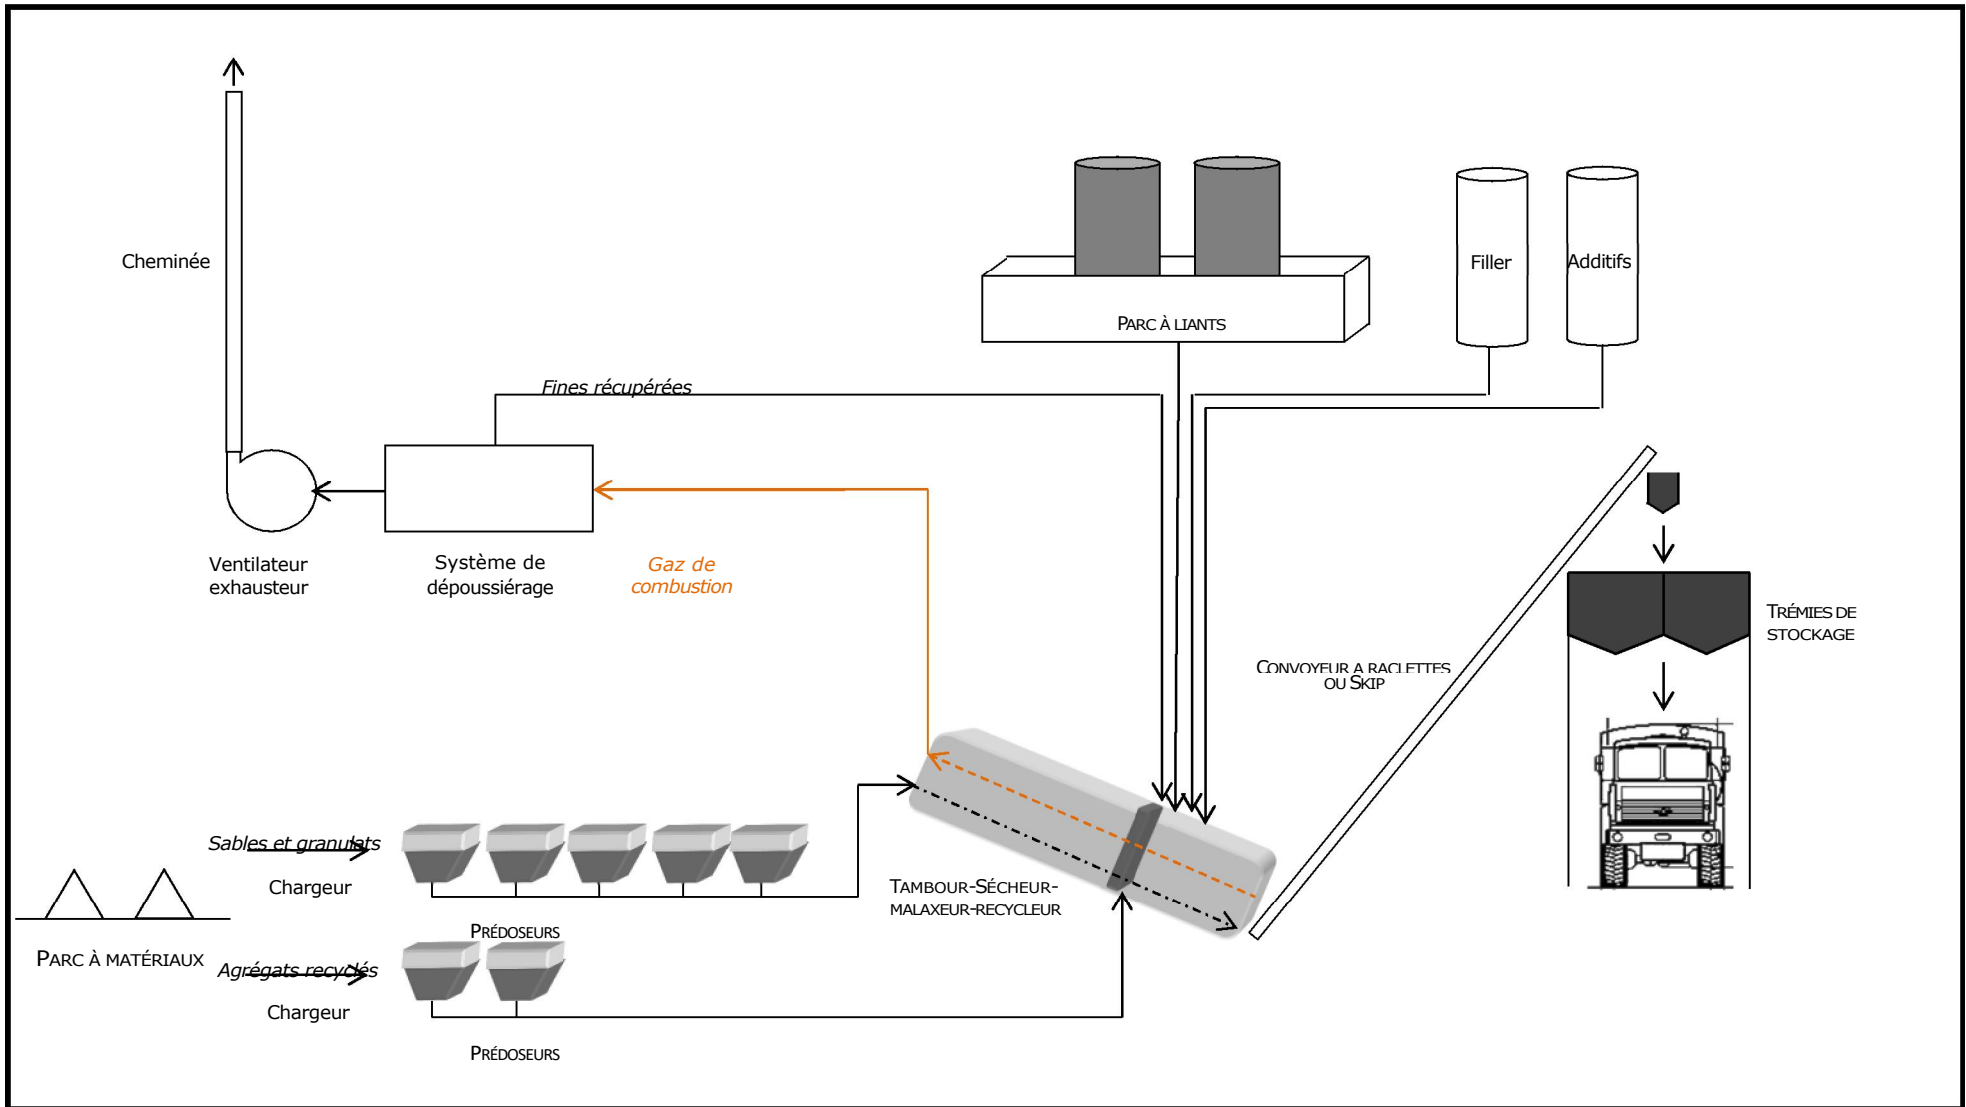 Cheminée
Filler
Additifs
PARC À LIANTS
Fines récupérées
Ventilateur
exhausteur
Système de
dépoussiérage
Gaz de
combustion
TRÉMIES DE
STOCKAGE
CONVOYEUR A RACLETTES
OU SKIP
Sables et granulats
Chargeur
TAMBOUR-SÉCHEUR-
MALAXEUR-RECYCLEUR
PRÉDOSEURS
PARC À MATÉRIAUX
Agrégats recyclés
Chargeur
PRÉDOSEURS